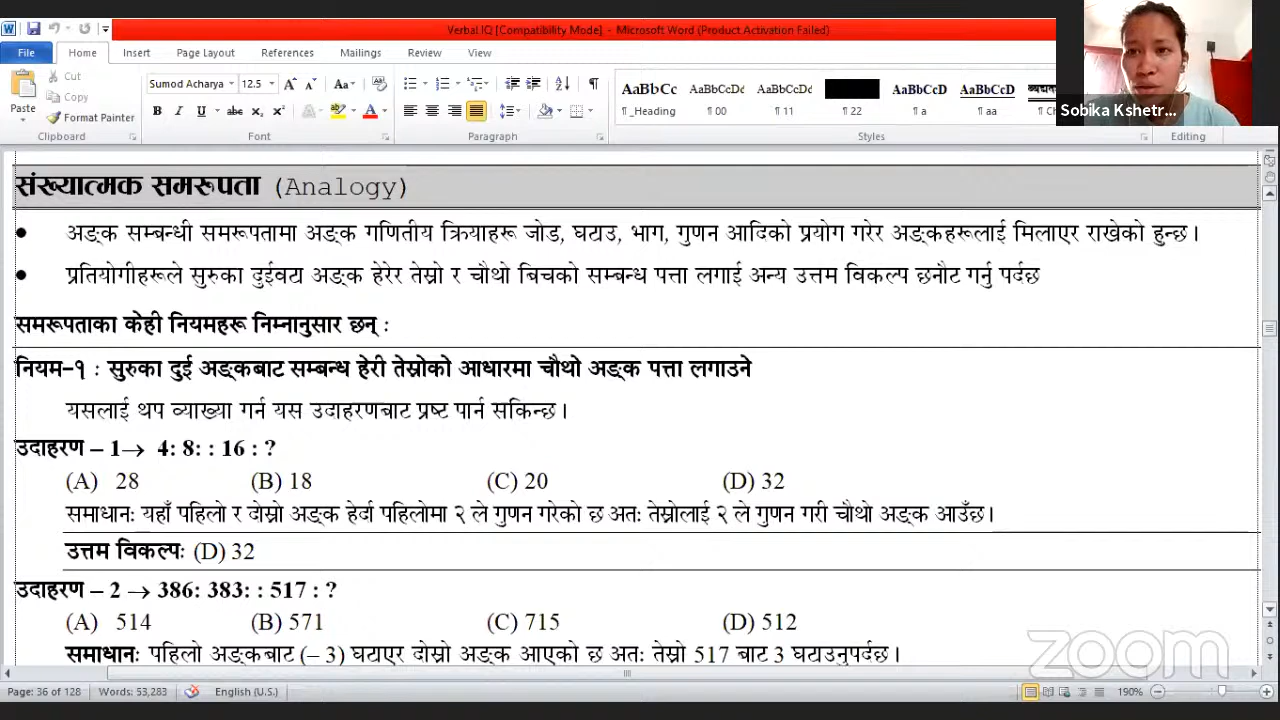 Verbal IQ [Compatibility Mode] - Microsoft Word (Product Activation Failed)
File Home Insert Page Layout References Mailings Review View
Sobika Kshetr...
Paste
Cut
Copy
Format Painter
Clipboard
Sumod Acharya 12.5
Font
Paragraph
AaBbCc AaBbCcDc AaBbCcDc AaBbCcD AaBbCcD
¶ _Heading ¶ 00 ¶ 11 ¶ 22 ¶ a ¶ aa
Styles
Editing
संख्यात्मक समरूपता (Analogy)
● अङ्क सम्बन्धी समरूपतामा अङ्क गणितीय क्रियाहरू जोड, घटाउ, भाग, गुणन आदिको प्रयोग गरेर अङ्कहरूलाई मिलाएर राखेको हुन्छ।
● प्रतियोगीहरूले सुरुका दुईवटा अङ्क हेरेर तेस्रो र चौथो बिचको सम्बन्ध पत्ता लगाई अन्य उत्तम विकल्प छनौट गर्नु पर्दछ
समरूपताका केही नियमहरू निम्नानुसार छन् :
नियम-१ : सुरुका दुई अङ्कबाट सम्बन्ध हेरी तेस्रोको आधारमा चौथो अङ्क पत्ता लगाउने
यसलाई थप व्याख्या गर्न यस उदाहरणबाट प्रष्ट पार्न सकिन्छ।
उदाहरण – 1→ 4: 8: : 16 : ?
(A) 28 (B) 18 (C) 20 (D) 32
समाधानः यहाँ पहिलो र दोस्रो अङ्क हेर्दा पहिलोमा २ ले गुणन गरेको छ अतः तेस्रोलाई २ ले गुणन गरी चौथो अङ्क आउँछ।
उत्तम विकल्पः (D) 32
उदाहरण – 2 → 386: 383: : 517 : ?
(A) 514 (B) 571 (C) 715 (D) 512
समाधानः पहिलो अङ्कबाट (– 3) घटाएर दोस्रो अङ्क आएको छ अतः तेस्रो 517 बाट 3 घटाउनुपर्दछ।
zoom
Page: 36 of 128 Words: 53,283 English (U.S.) 190%